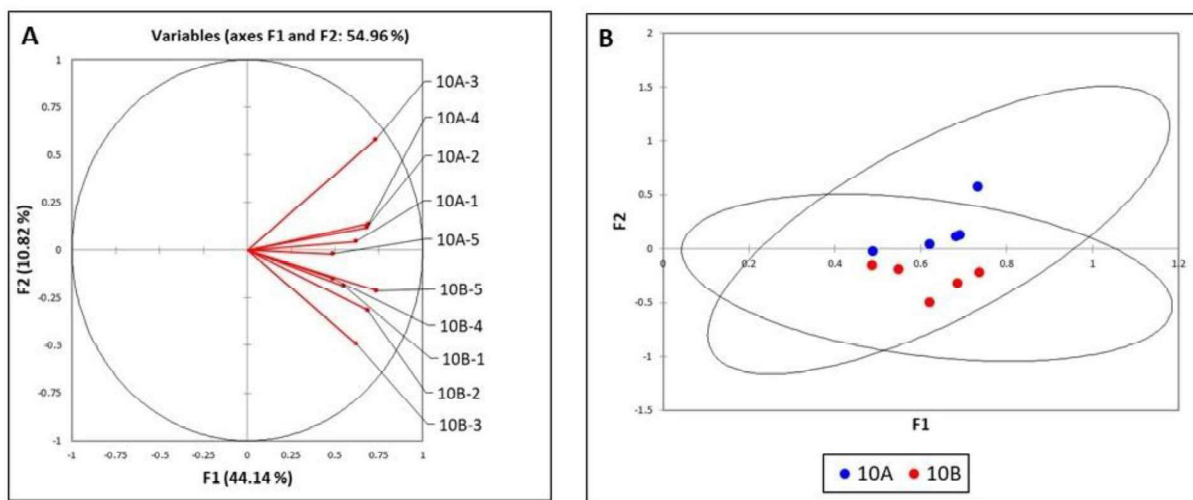 A
Variables (axes F1 and F2: 54.96 %)
1
0.75
0.5
0.25
0
-0.25
-0.5
-0.75
-1
F2 (10.82 %)
-1 -0.75 -0.5 -0.25 0 0.25 0.5 0.75 1
F1 (44.14 %)
10A-3
10A-4
10A-2
10A-1
10A-5
10B-5
10B-4
10B-1
10B-2
10B-3
B
2
1.5
1
0.5
0
-0.5
-1
-1.5
F2
0 0.2 0.4 0.6 0.8 1 1.2
F1
10A 10B